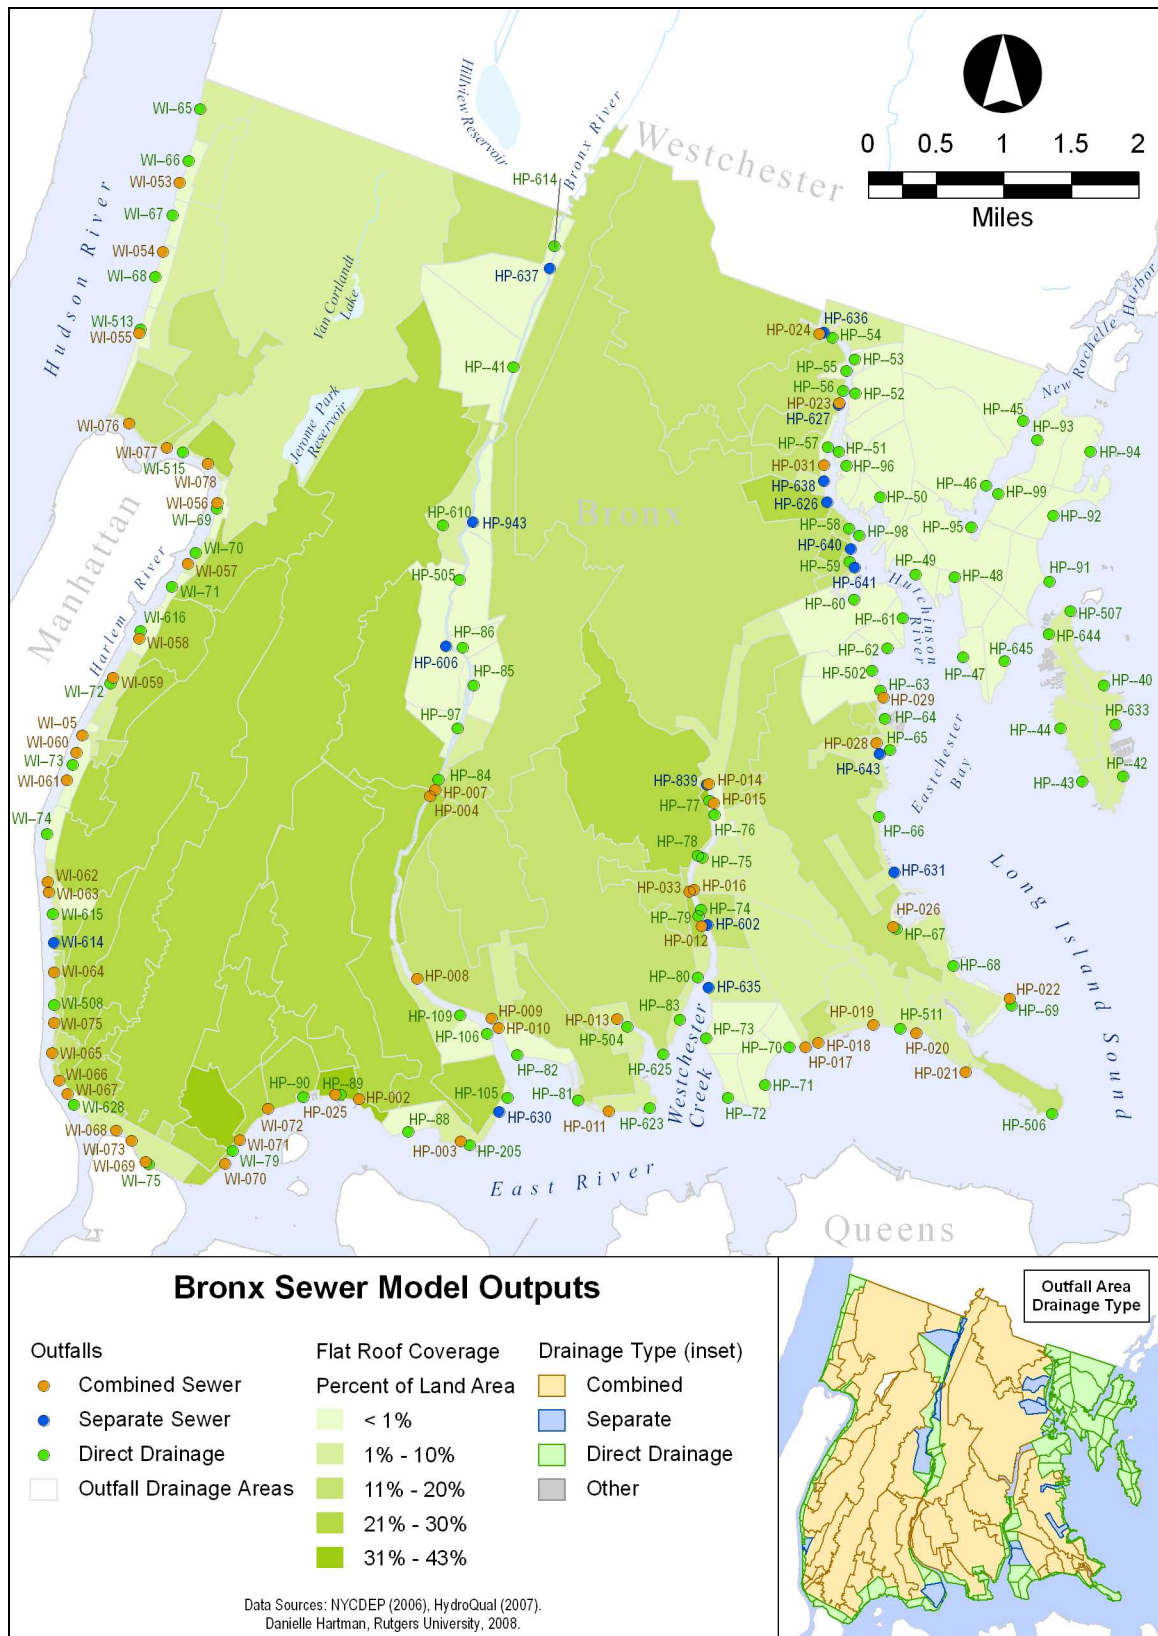 Hillview Reservoir
Bronx River
Westchester
0 0.5 1 1.5 2
Miles
WI--65
WI--66
WI-053
WI--67
WI-054
WI--68
WI-513
WI-055
Hudson River
HP-614
HP-637
Van Cortlandt
Lake
HP--41
Jerome Park
Reservoir
HP-024
HP-636
HP--54
HP--53
HP--55
HP--56
HP--52
HP-023
HP-627
New Rochelle Harbor
HP--45
HP--93
HP--94
WI-076
WI-077
WI-515
WI-078
WI-056
WI--69
HP--57
HP--51
HP--96
HP-031
HP-638
HP-626
HP--50
HP--46
HP--99
HP--92
HP--95
Manhattan
Bronx
HP-610
HP-943
HP--58
HP--98
HP-640
HP--59
HP-641
HP--49
HP--48
HP--91
WI--70
WI-057
WI--71
Harlem River
HP-505
HP--60
HP--61
Hutchinson
River
HP-507
HP-644
WI-616
WI-058
HP--86
HP-606
HP--85
HP--62
HP-502
HP--47
HP-645
WI-059
WI--72
HP--63
HP-029
HP--64
HP--40
HP-633
WI-05
WI-060
WI--73
WI-061
HP--97
HP-028
HP--65
HP-643
HP--44
HP--42
HP--43
Eastchester
Bay
HP--84
HP-007
HP-004
HP-839
HP-014
HP--77
HP-015
HP--76
WI--74
HP--66
HP--78
HP--75
HP-631
Long Island Sound
WI-062
WI-063
WI-615
WI-614
HP-033
HP-016
HP--74
HP--79
HP-602
HP-012
HP-026
HP--67
WI-064
HP-008
HP--80
HP-635
HP--68
WI-508
WI-075
HP-109
HP-009
HP-010
HP-106
HP-013
HP-504
HP--83
HP--73
HP-019
HP-511
HP-022
HP--69
WI-065
HP--82
HP-625
HP--70
HP-018
HP-017
HP-020
HP-021
WI-066
WI-067
WI-628
HP--90
HP--89
HP-025
HP-002
HP-105
HP--81
HP--71
HP--72
Westchester
Creek
WI-072
HP-630
HP-011
HP-623
HP-506
WI-068
WI-073
WI-069
WI--75
WI-071
WI--79
WI-070
HP--88
HP-003
HP-205
East River
Queens
Bronx Sewer Model Outputs
Outfalls
Combined Sewer
Separate Sewer
Direct Drainage
Outfall Drainage Areas
Flat Roof Coverage
Percent of Land Area
< 1%
1% - 10%
11% - 20%
21% - 30%
31% - 43%
Drainage Type (inset)
Combined
Separate
Direct Drainage
Other
Data Sources: NYCDEP (2006), HydroQual (2007).
Danielle Hartman, Rutgers University, 2008.
Outfall Area
Drainage Type